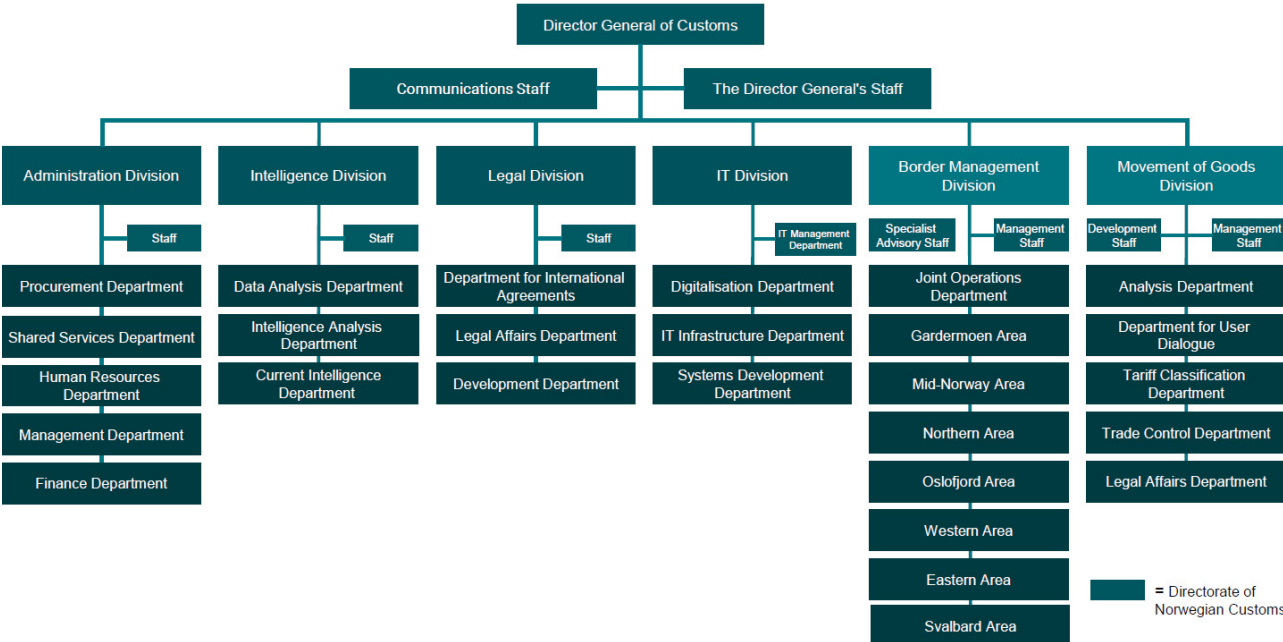 Director General of Customs
Communications Staff
The Director General's Staff
Administration Division
Intelligence Division
Legal Division
IT Division
Border Management
Division
Movement of Goods
Division
Staff
Staff
Staff
IT Management
Department
Specialist
Advisory Staff
Management
Staff
Development
Staff
Management
Staff
Procurement Department
Shared Services Department
Human Resources
Department
Management Department
Finance Department
Data Analysis Department
Intelligence Analysis
Department
Current Intelligence
Department
Department for International
Agreements
Legal Affairs Department
Development Department
Digitalisation Department
IT Infrastructure Department
Systems Development
Department
Joint Operations
Department
Gardermoen Area
Mid-Norway Area
Northern Area
Oslofjord Area
Western Area
Eastern Area
Svalbard Area
Analysis Department
Department for User
Dialogue
Tariff Classification
Department
Trade Control Department
Legal Affairs Department
= Directorate of
Norwegian Customs